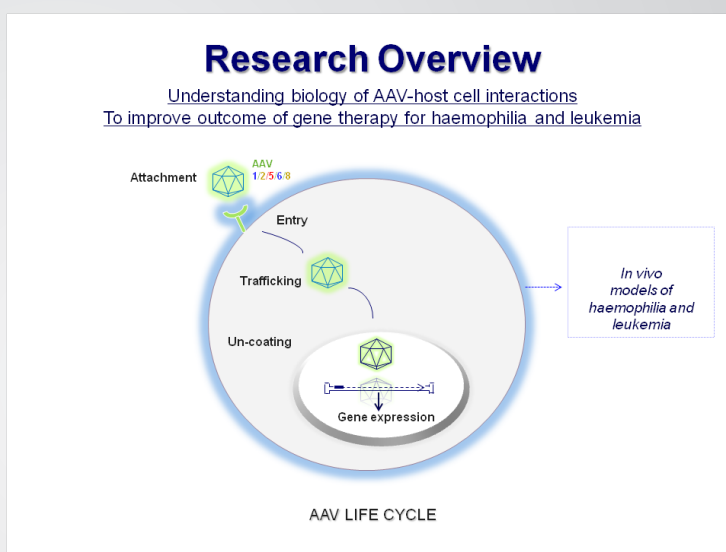 Research Overview
Understanding biology of AAV-host cell interactions
To improve outcome of gene therapy for haemophilia and leukemia
AAV
1/2/5/6/8
Attachment
Entry
Trafficking
Un-coating
Gene expression
In vivo
models of
haemophilia and
leukemia
AAV LIFE CYCLE